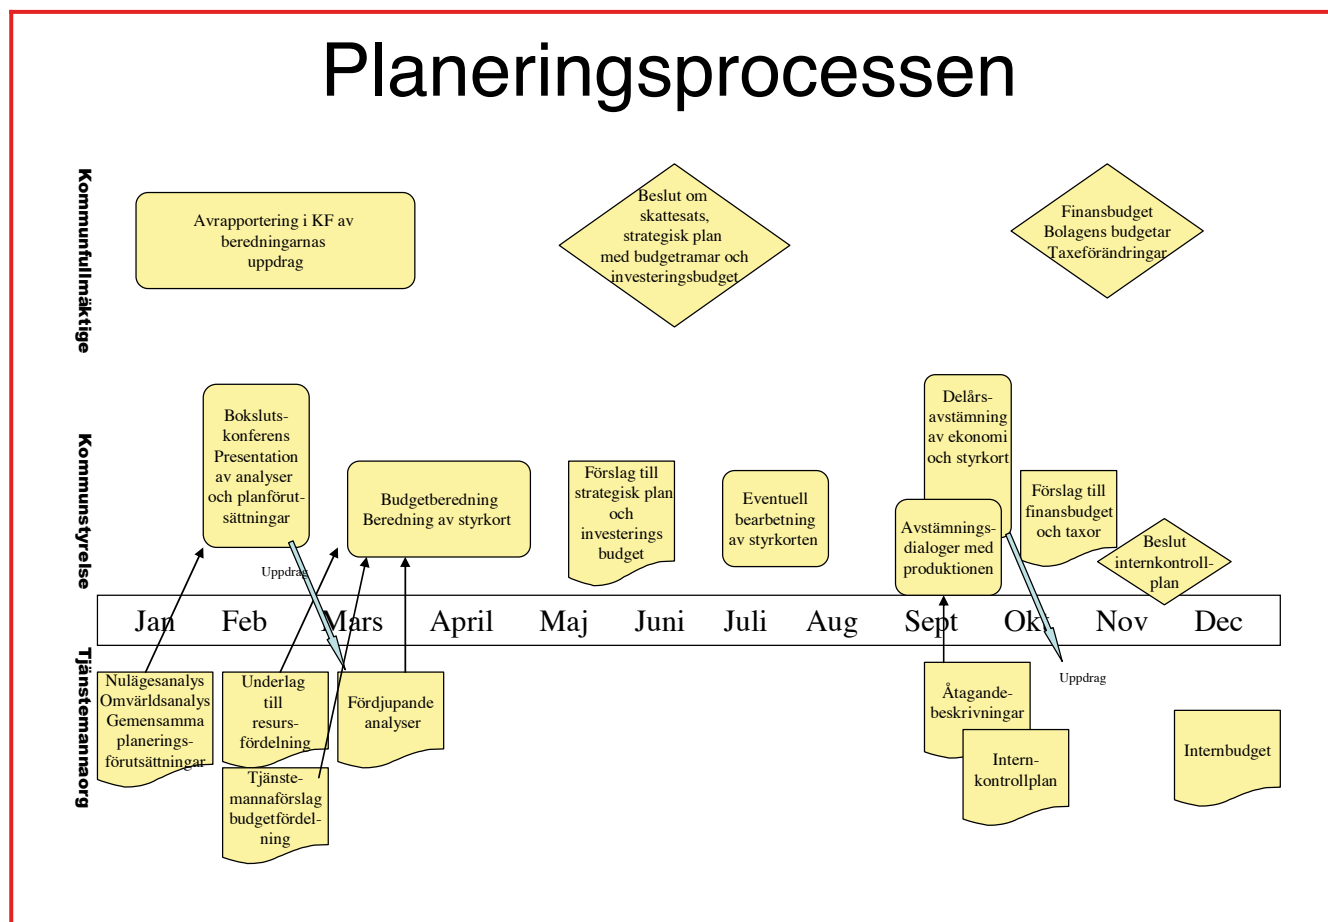 Planeringsprocessen
Kommunfullmäktige
Avrapportering i KF av
beredningarnas
uppdrag
Beslut om
skattesats,
strategisk plan
med budgetramar och
investeringsbudget
Finansbudget
Bolagens budgetar
Taxeförändringar
Kommunstyrelse
Boksluts-
konferens
Presentation
av analyser
och planförut-
sättningar
Budgetberedning
Beredning av styrkort
Förslag till
strategisk plan
och
investerings
budget
Eventuell
bearbetning
av styrkorten
Delårs-
avstämning
av ekonomi
och styrkort
Avstämnings-
dialoger med
produktionen
Förslag till
finansbudget
och taxor
Beslut
internkontroll-
plan
Uppdrag
Jan Feb Mars April Maj Juni Juli Aug Sept Okt Nov Dec
Tjänstemannaorg
Nulägesanalys
Omvärldsanalys
Gemensamma
planerings-
förutsättningar
Underlag
till
resurs-
fördelning
Tjänste-
mannaförslag
budgetfördel-
ning
Fördjupande
analyser
Åtagande-
beskrivningar
Intern-
kontrollplan
Uppdrag
Internbudget